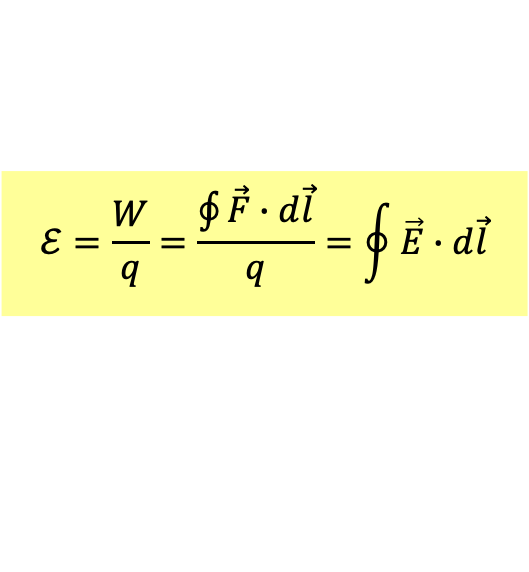 ℰ = W/q = ∮ F⃗ · dl⃗ / q = ∮ E⃗ · dl⃗